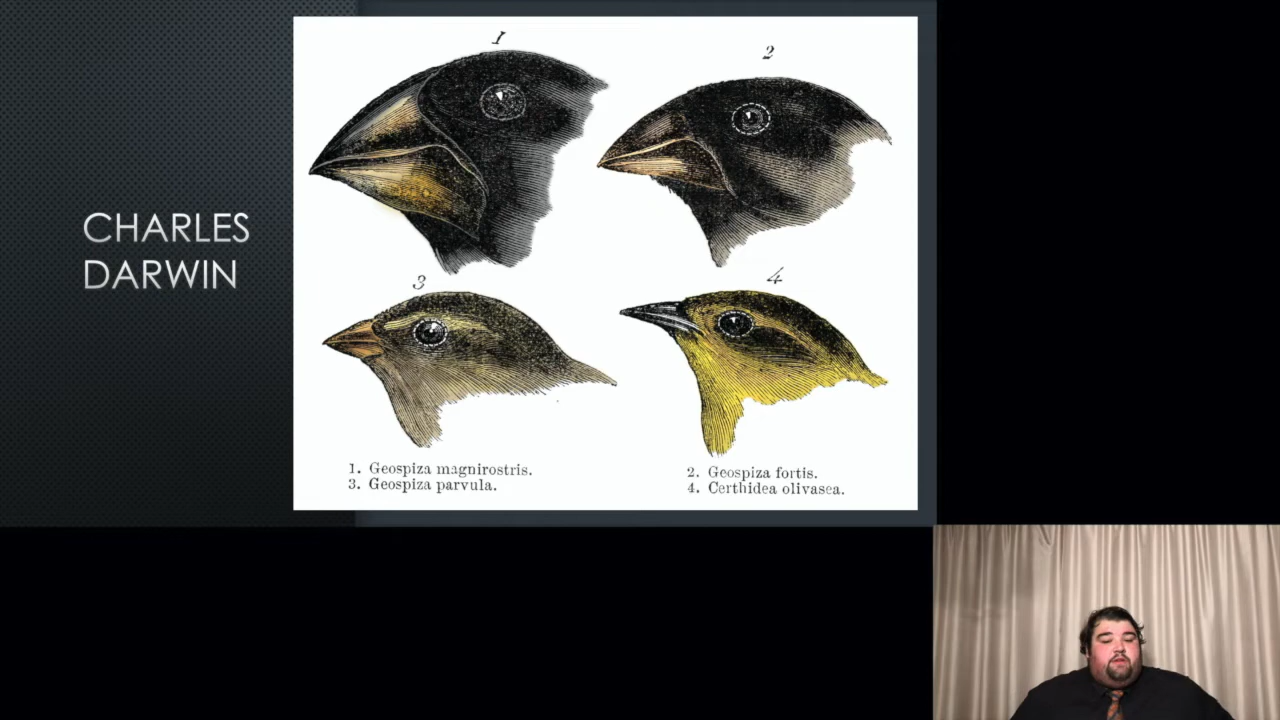 CHARLES
DARWIN
1
2
3
4
1. Geospiza magnirostris.
3. Geospiza parvula.
2. Geospiza fortis.
4. Certhidea olivasea.